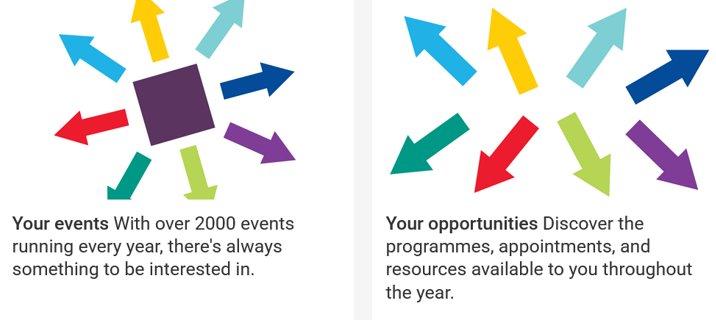 Your events With over 2000 events
running every year, there's always
something to be interested in.
Your opportunities Discover the
programmes, appointments, and
resources available to you throughout
the year.